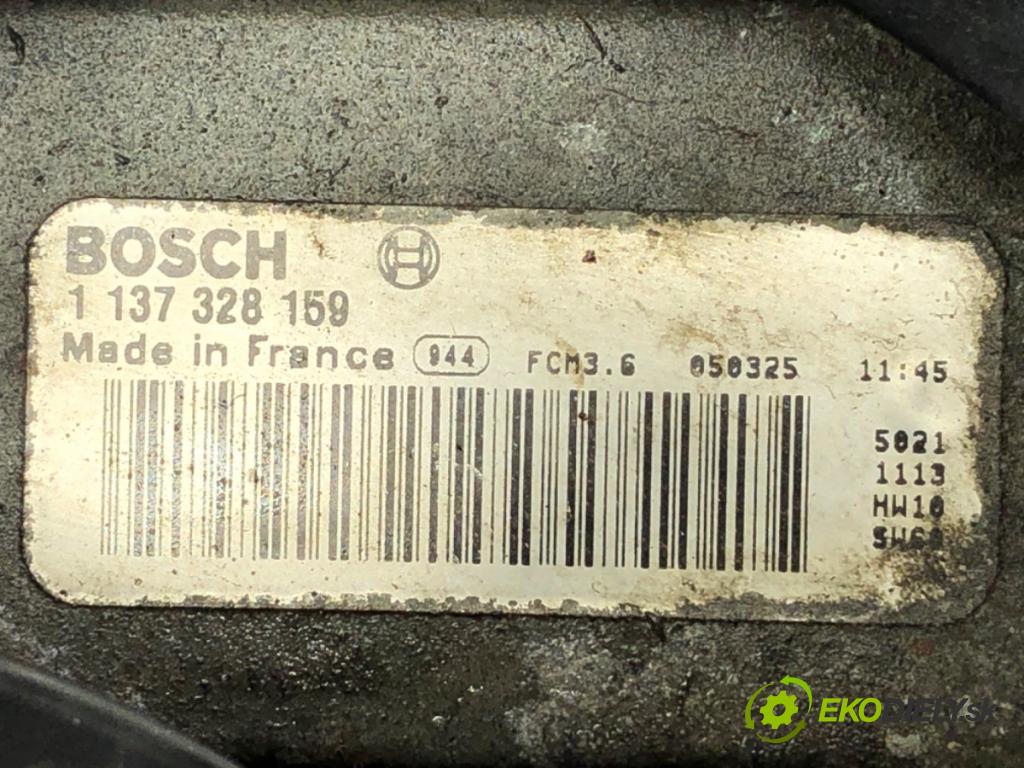 BOSCH
1 137 328 159
Made in France 944 FCM3.6 050325 11:45
5021
1113
HW10
SW60
EKODIELY.sk